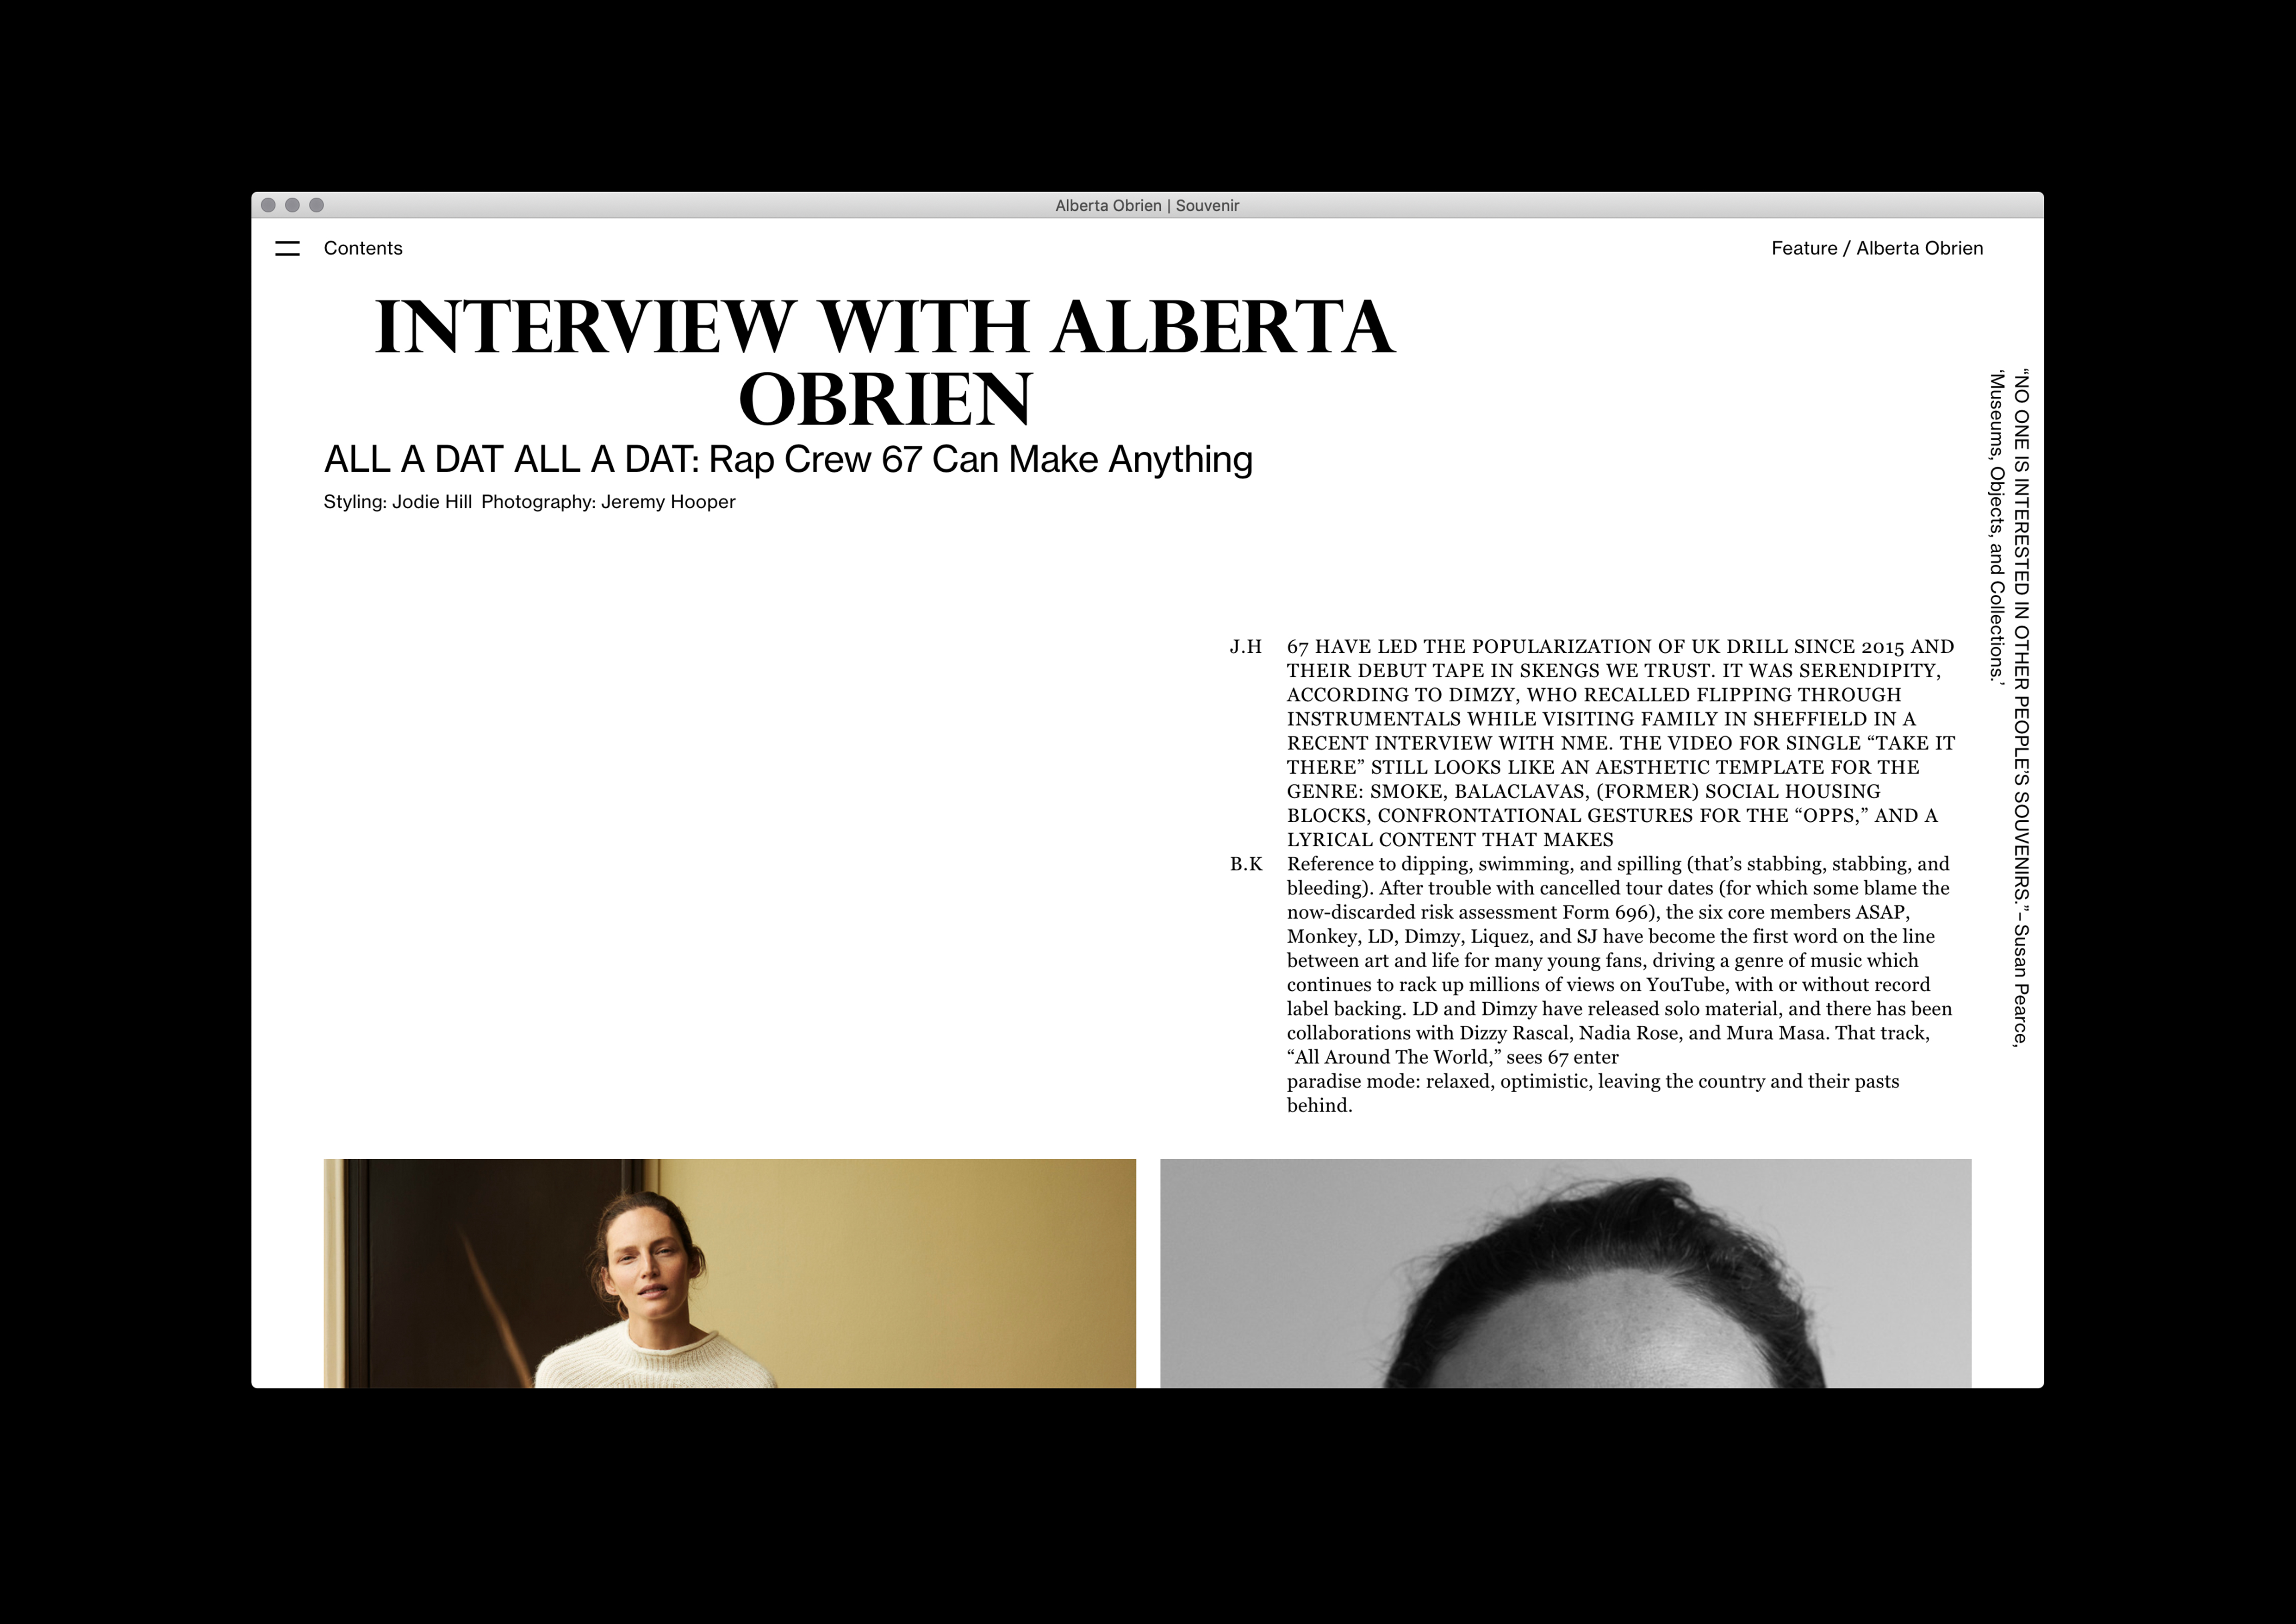 Alberta Obrien | Souvenir
Contents
Feature / Alberta Obrien
INTERVIEW WITH ALBERTA
OBRIEN
ALL A DAT ALL A DAT: Rap Crew 67 Can Make Anything
Styling: Jodie Hill Photography: Jeremy Hooper
“NO ONE IS INTERESTED IN OTHER PEOPLE’S SOUVENIRS.” – Susan Pearce,
‘Museums, Objects, and Collections.’
J.H 67 HAVE LED THE POPULARIZATION OF UK DRILL SINCE 2015 AND
THEIR DEBUT TAPE IN SKENGS WE TRUST. IT WAS SERENDIPITY,
ACCORDING TO DIMZY, WHO RECALLED FLIPPING THROUGH
INSTRUMENTALS WHILE VISITING FAMILY IN SHEFFIELD IN A
RECENT INTERVIEW WITH NME. THE VIDEO FOR SINGLE “TAKE IT
THERE” STILL LOOKS LIKE AN AESTHETIC TEMPLATE FOR THE
GENRE: SMOKE, BALACLAVAS, (FORMER) SOCIAL HOUSING
BLOCKS, CONFRONTATIONAL GESTURES FOR THE “OPPS,” AND A
LYRICAL CONTENT THAT MAKES
B.K Reference to dipping, swimming, and spilling (that’s stabbing, stabbing, and
bleeding). After trouble with cancelled tour dates (for which some blame the
now-discarded risk assessment Form 696), the six core members ASAP,
Monkey, LD, Dimzy, Liquez, and SJ have become the first word on the line
between art and life for many young fans, driving a genre of music which
continues to rack up millions of views on YouTube, with or without record
label backing. LD and Dimzy have released solo material, and there has been
collaborations with Dizzy Rascal, Nadia Rose, and Mura Masa. That track,
“All Around The World,” sees 67 enter
paradise mode: relaxed, optimistic, leaving the country and their pasts
behind.